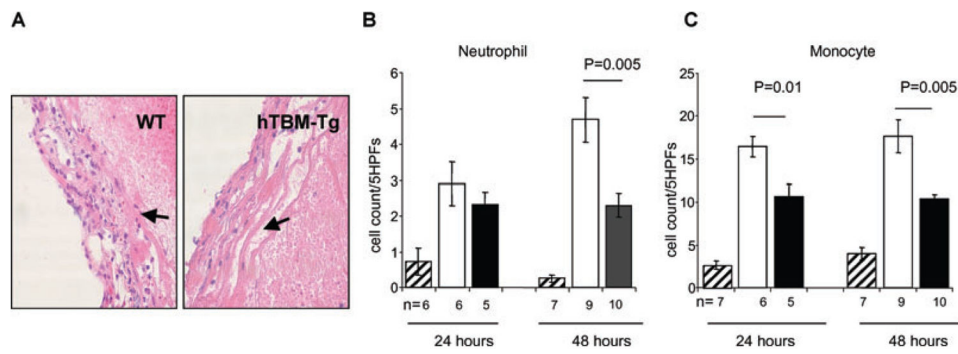 A
WT
hTBM-Tg
B
Neutrophil
P=0.005
cell count/5HPFs
6
5
4
3
2
1
0
n= 6 6 5 7 9 10
24 hours 48 hours
C
Monocyte
P=0.01
P=0.005
cell count/5HPFs
25
20
15
10
5
0
n= 7 6 5 7 9 10
24 hours 48 hours